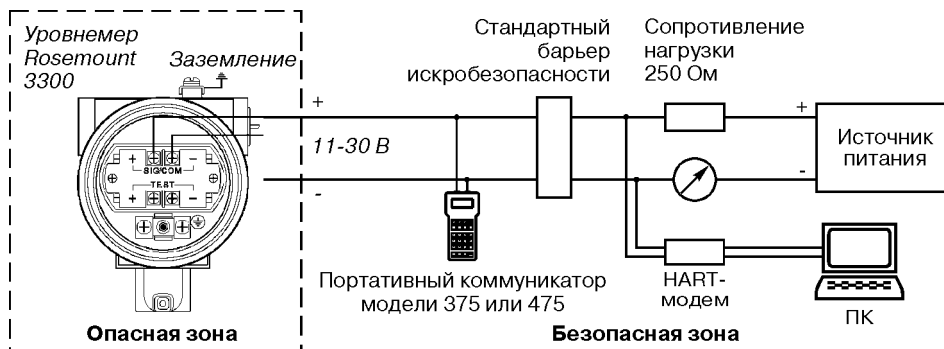 Уровнемер
Rosemount
3300
Заземление
Стандартный
барьер
искробезопасности
Сопротивление
нагрузки
250 Ом
+
11-30 В
-
+
-
Источник
питания
+ -
SIG/COM
TEST
+ -
Портативный коммуникатор
модели 375 или 475
HART-
модем
ПК
Опасная зона
Безопасная зона